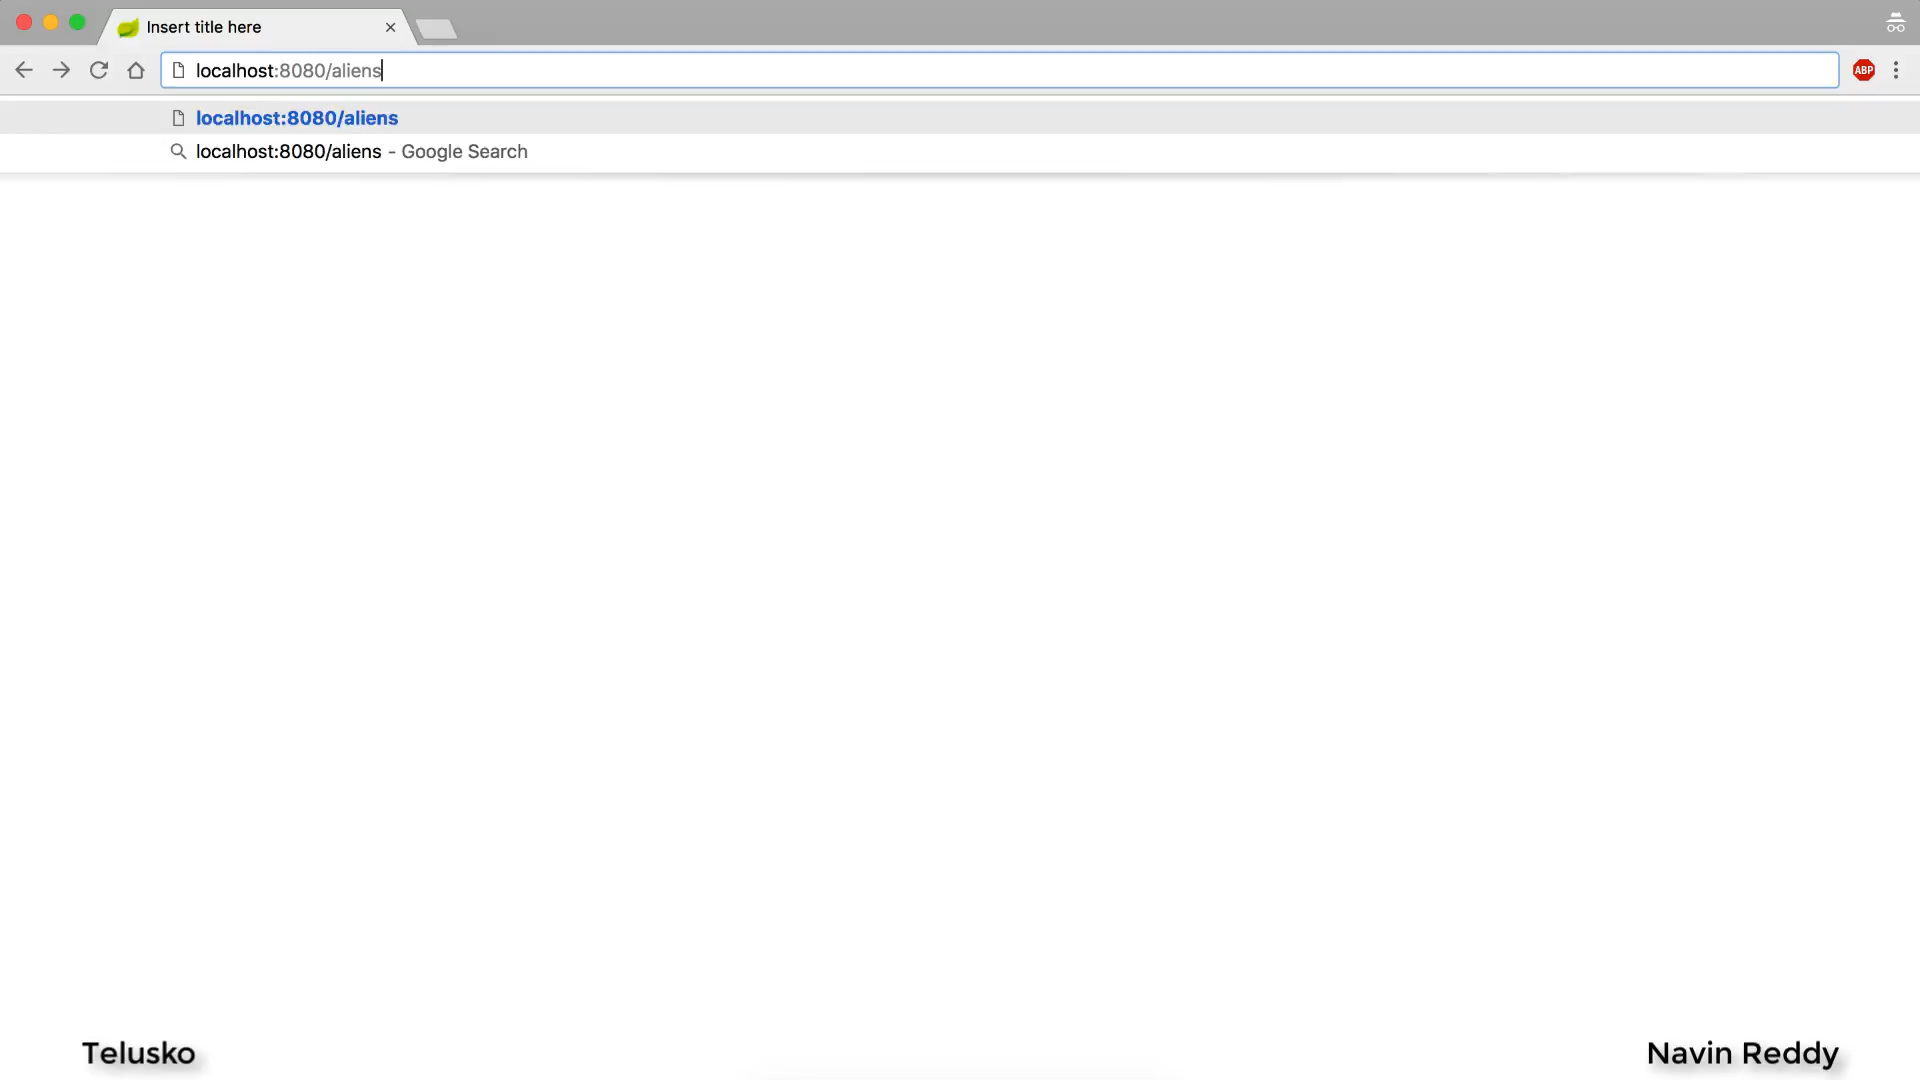 Insert title here
localhost:8080/aliens
ABP
localhost:8080/aliens
localhost:8080/aliens - Google Search
Telusko
Navin Reddy